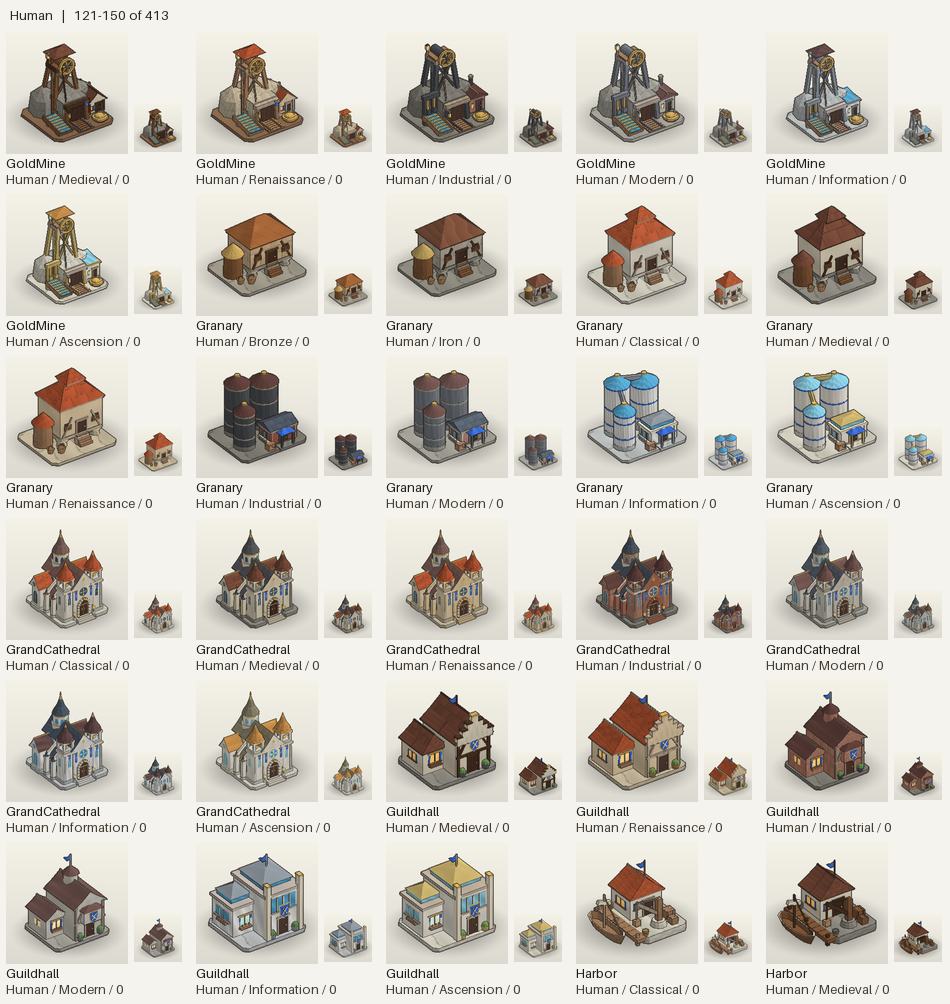 Human | 121-150 of 413
GoldMine
Human / Medieval / 0
GoldMine
Human / Renaissance / 0
GoldMine
Human / Industrial / 0
GoldMine
Human / Modern / 0
GoldMine
Human / Information / 0
GoldMine
Human / Ascension / 0
Granary
Human / Bronze / 0
Granary
Human / Iron / 0
Granary
Human / Classical / 0
Granary
Human / Medieval / 0
Granary
Human / Renaissance / 0
Granary
Human / Industrial / 0
Granary
Human / Modern / 0
Granary
Human / Information / 0
Granary
Human / Ascension / 0
GrandCathedral
Human / Classical / 0
GrandCathedral
Human / Medieval / 0
GrandCathedral
Human / Renaissance / 0
GrandCathedral
Human / Industrial / 0
GrandCathedral
Human / Modern / 0
GrandCathedral
Human / Information / 0
GrandCathedral
Human / Ascension / 0
Guildhall
Human / Medieval / 0
Guildhall
Human / Renaissance / 0
Guildhall
Human / Industrial / 0
Guildhall
Human / Modern / 0
Guildhall
Human / Information / 0
Guildhall
Human / Ascension / 0
Harbor
Human / Classical / 0
Harbor
Human / Medieval / 0